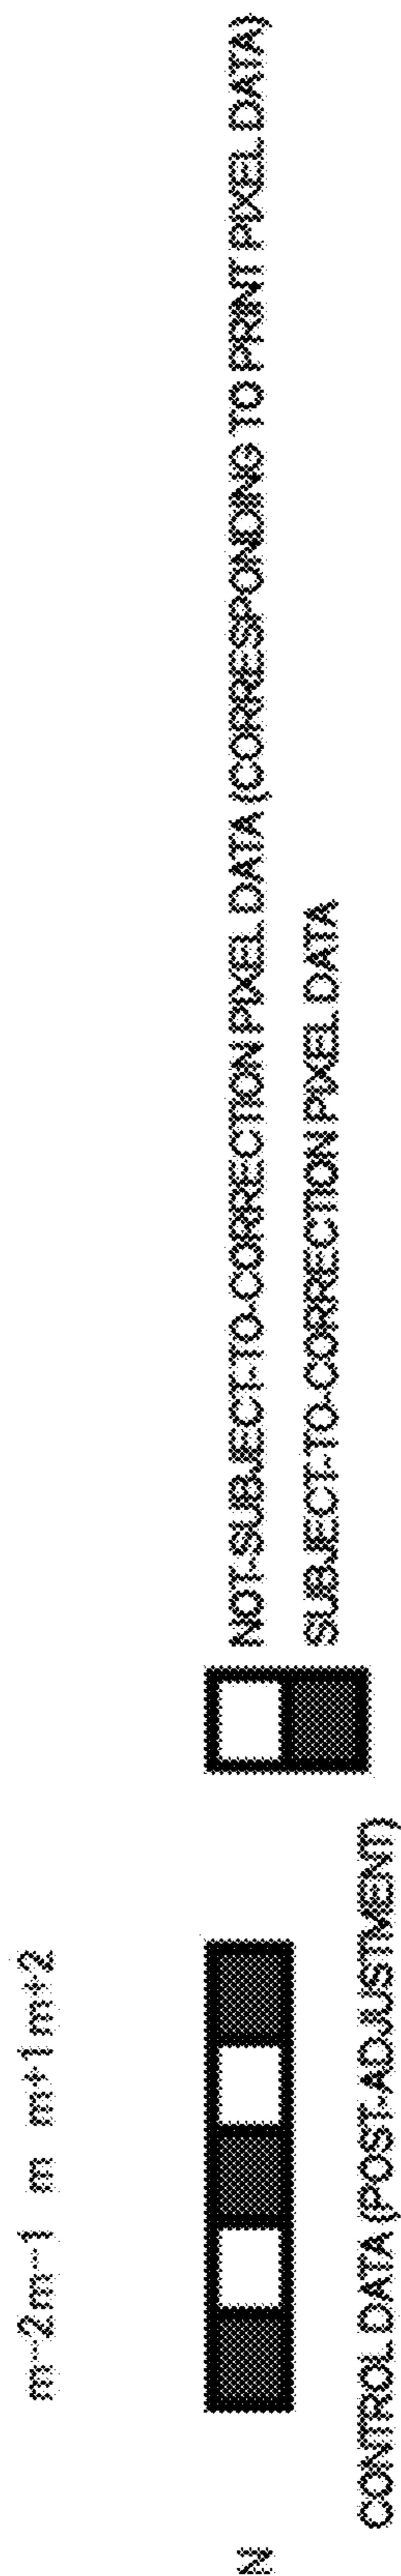 m-2 m-1 m m+1 m+2
N
NOT-SUBJECT-TO-CORRECTION PIXEL DATA (CORRESPONDING TO PRINT PIXEL DATA)
SUBJECT-TO-CORRECTION PIXEL DATA
CONTROL DATA (POST-ADJUSTMENT)